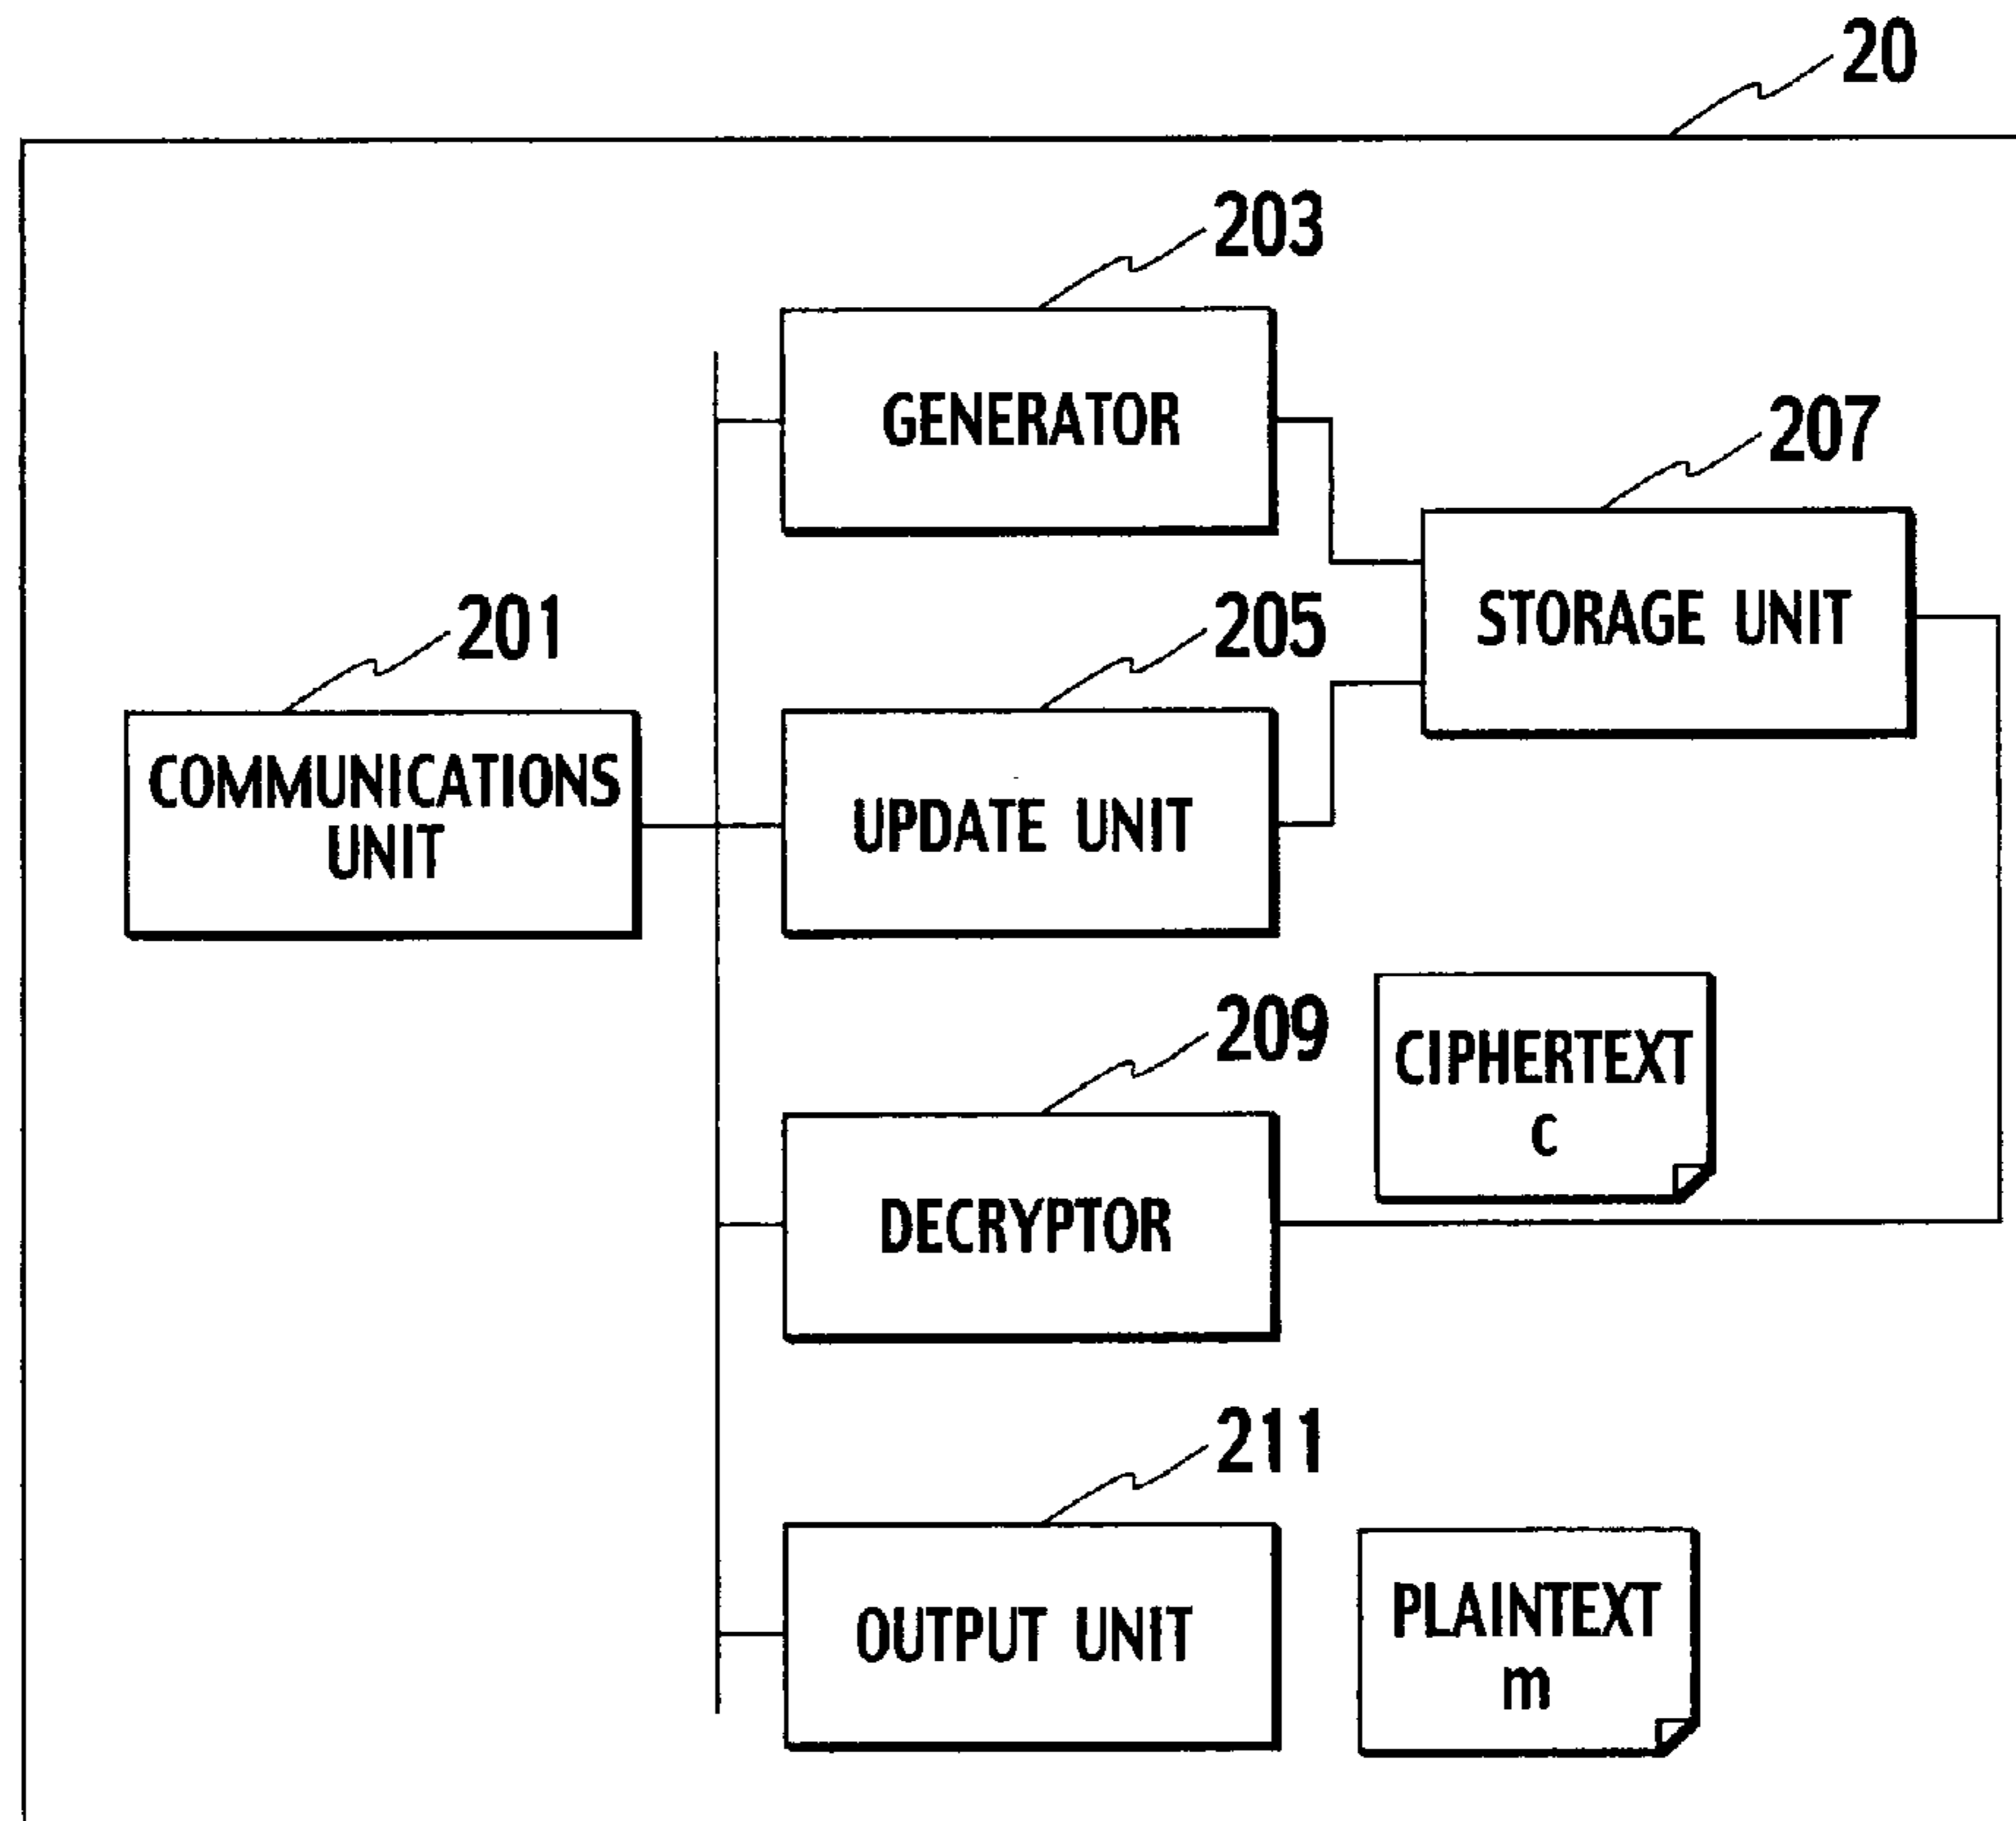 20
203
GENERATOR
207
STORAGE UNIT
201
COMMUNICATIONS
UNIT
205
UPDATE UNIT
209
DECRYPTOR
CIPHERTEXT
c
211
OUTPUT UNIT
PLAINTEXT
m